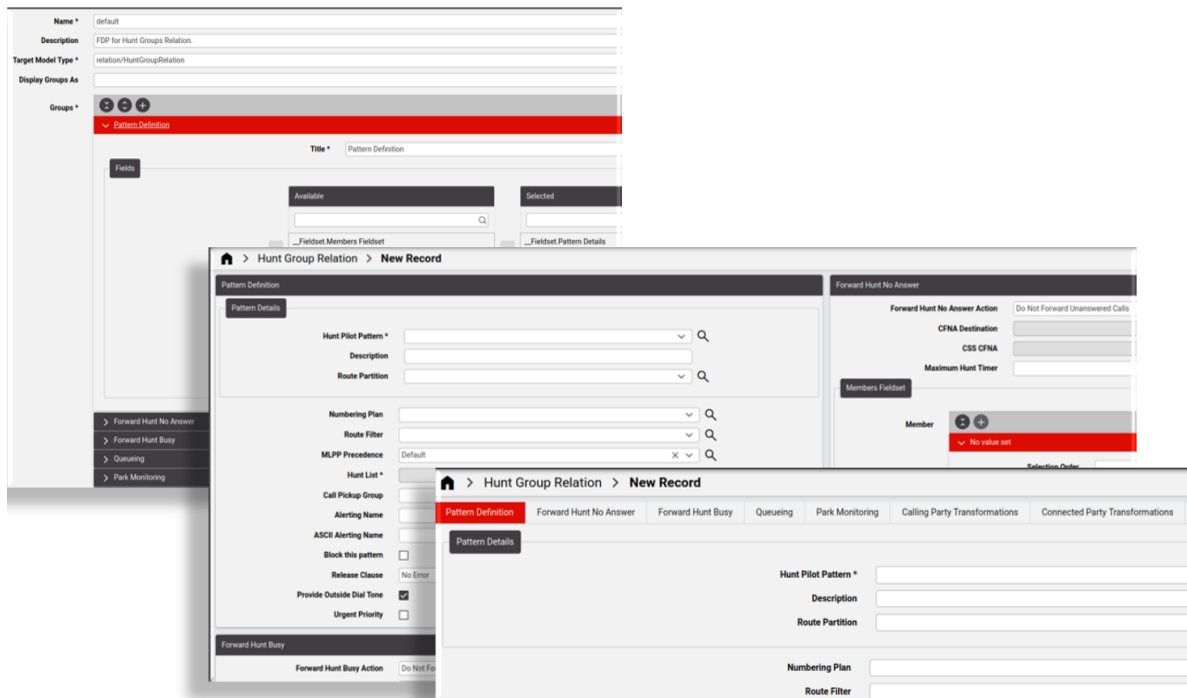 Name *
default
Description
FDP for Hunt Groups Relation.
Target Model Type *
relation/HuntGroupRelation
Display Groups As
Groups *
Pattern Definition
Title *
Pattern Definition
Fields
Available
Selected
__Fieldset.Members Fieldset
__Fieldset.Pattern Details
Forward Hunt No Answer
Forward Hunt Busy
Queueing
Park Monitoring
Hunt Group Relation > New Record
Pattern Definition
Pattern Details
Hunt Pilot Pattern *
Description
Route Partition
Numbering Plan
Route Filter
MLPP Precedence
Default
Hunt List *
Call Pickup Group
Alerting Name
ASCII Alerting Name
Block this pattern
Release Clause
No Error
Provide Outside Dial Tone
Urgent Priority
Forward Hunt Busy
Forward Hunt Busy Action
Do Not Fo
Forward Hunt No Answer
Forward Hunt No Answer Action
Do Not Forward Unanswered Calls
CFNA Destination
CSS CFNA
Maximum Hunt Timer
Members Fieldset
Member
No value set
Selection Order
Hunt Group Relation > New Record
Pattern Definition
Forward Hunt No Answer
Forward Hunt Busy
Queueing
Park Monitoring
Calling Party Transformations
Connected Party Transformations
Pattern Details
Hunt Pilot Pattern *
Description
Route Partition
Numbering Plan
Route Filter